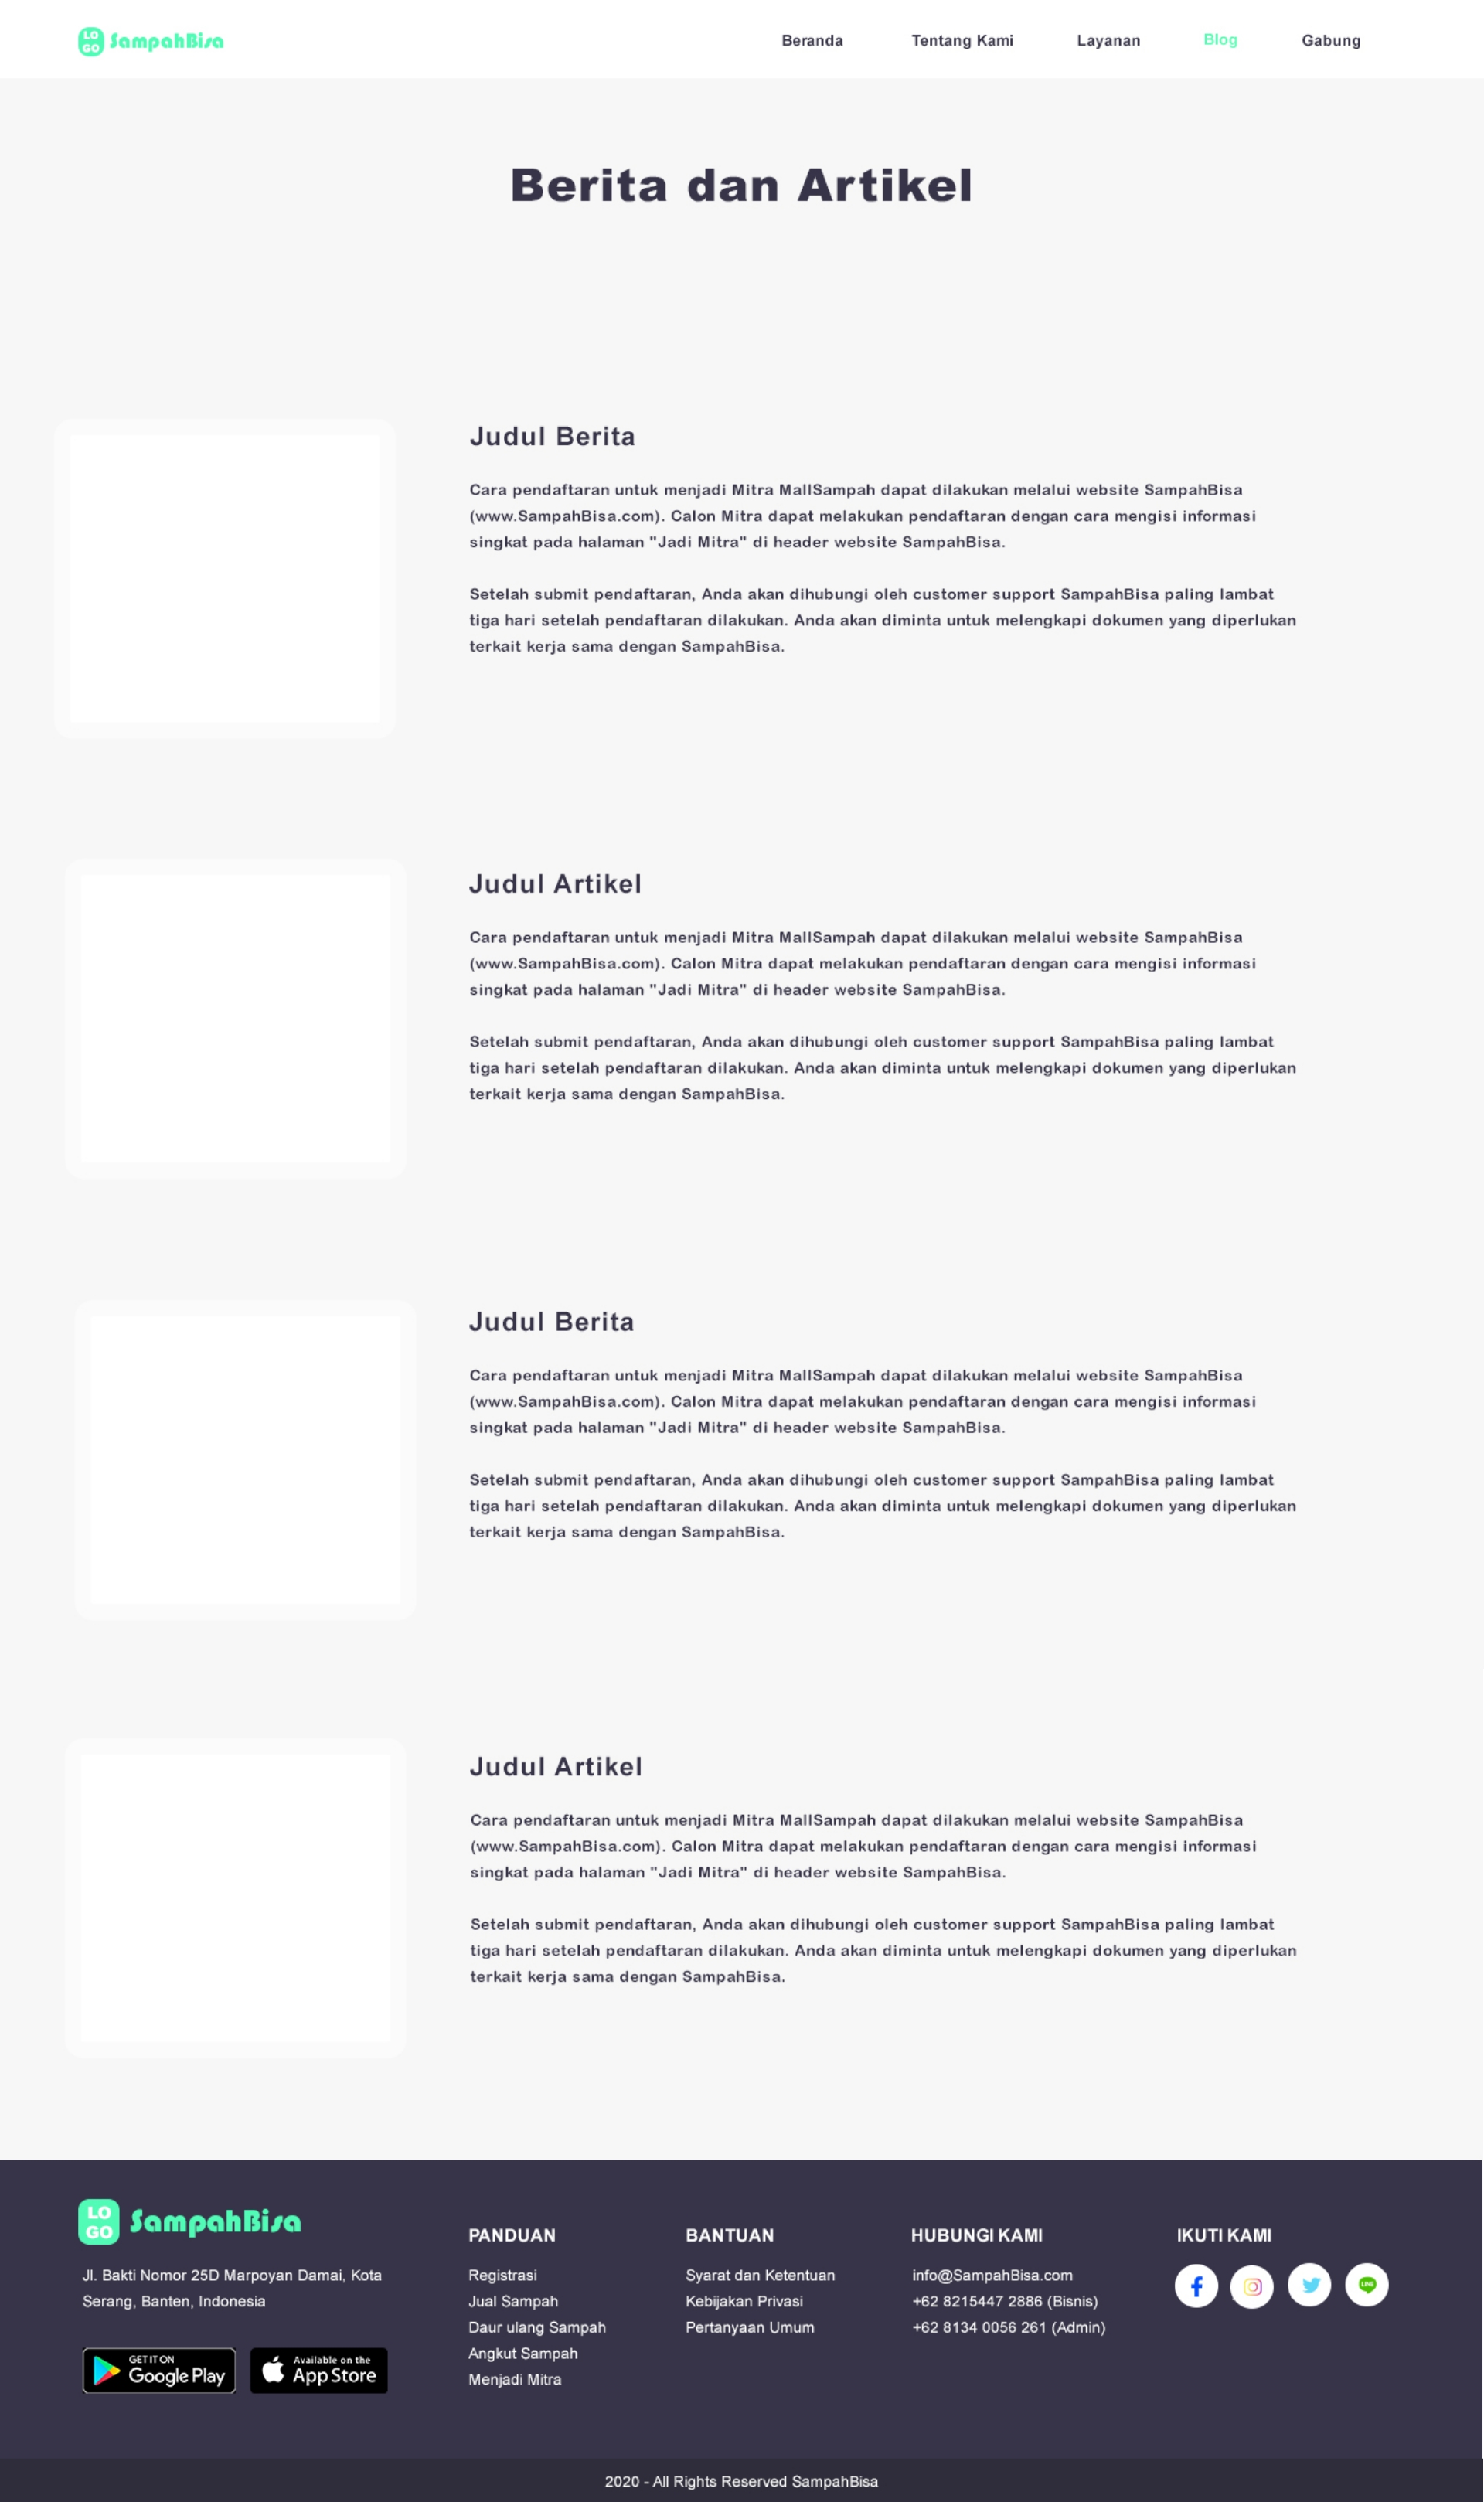 LO
GO
SampahBisa
Beranda
Tentang Kami
Layanan
Blog
Gabung
Berita dan Artikel
Judul Berita
Cara pendaftaran untuk menjadi Mitra MallSampah dapat dilakukan melalui website SampahBisa
(www.SampahBisa.com). Calon Mitra dapat melakukan pendaftaran dengan cara mengisi informasi
singkat pada halaman "Jadi Mitra" di header website SampahBisa.
Setelah submit pendaftaran, Anda akan dihubungi oleh customer support SampahBisa paling lambat
tiga hari setelah pendaftaran dilakukan. Anda akan diminta untuk melengkapi dokumen yang diperlukan
terkait kerja sama dengan SampahBisa.
Judul Artikel
Cara pendaftaran untuk menjadi Mitra MallSampah dapat dilakukan melalui website SampahBisa
(www.SampahBisa.com). Calon Mitra dapat melakukan pendaftaran dengan cara mengisi informasi
singkat pada halaman "Jadi Mitra" di header website SampahBisa.
Setelah submit pendaftaran, Anda akan dihubungi oleh customer support SampahBisa paling lambat
tiga hari setelah pendaftaran dilakukan. Anda akan diminta untuk melengkapi dokumen yang diperlukan
terkait kerja sama dengan SampahBisa.
Judul Berita
Cara pendaftaran untuk menjadi Mitra MallSampah dapat dilakukan melalui website SampahBisa
(www.SampahBisa.com). Calon Mitra dapat melakukan pendaftaran dengan cara mengisi informasi
singkat pada halaman "Jadi Mitra" di header website SampahBisa.
Setelah submit pendaftaran, Anda akan dihubungi oleh customer support SampahBisa paling lambat
tiga hari setelah pendaftaran dilakukan. Anda akan diminta untuk melengkapi dokumen yang diperlukan
terkait kerja sama dengan SampahBisa.
Judul Artikel
Cara pendaftaran untuk menjadi Mitra MallSampah dapat dilakukan melalui website SampahBisa
(www.SampahBisa.com). Calon Mitra dapat melakukan pendaftaran dengan cara mengisi informasi
singkat pada halaman "Jadi Mitra" di header website SampahBisa.
Setelah submit pendaftaran, Anda akan dihubungi oleh customer support SampahBisa paling lambat
tiga hari setelah pendaftaran dilakukan. Anda akan diminta untuk melengkapi dokumen yang diperlukan
terkait kerja sama dengan SampahBisa.
LO
GO
SampahBisa
Jl. Bakti Nomor 25D Marpoyan Damai, Kota
Serang, Banten, Indonesia
GET IT ON
Google Play
Available on the
App Store
PANDUAN
Registrasi
Jual Sampah
Daur ulang Sampah
Angkut Sampah
Menjadi Mitra
BANTUAN
Syarat dan Ketentuan
Kebijakan Privasi
Pertanyaan Umum
HUBUNGI KAMI
info@SampahBisa.com
+62 8215447 2886 (Bisnis)
+62 8134 0056 261 (Admin)
IKUTI KAMI
LINE
2020 - All Rights Reserved SampahBisa